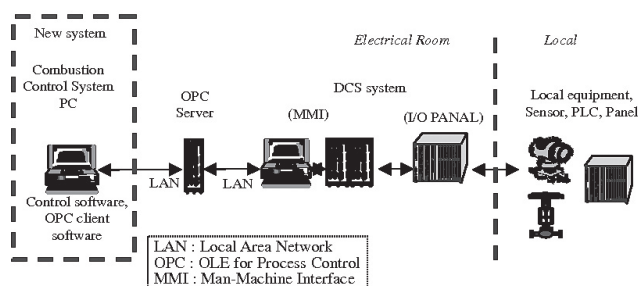 New system
Combustion
Control System
PC
Control software,
OPC client
software
OPC
Server
LAN
LAN
Electrical Room
DCS system
(MMI)
(I/O PANAL)
Local
Local equipment,
Sensor, PLC, Panel
LAN : Local Area Network
OPC : OLE for Process Control
MMI : Man-Machine Interface